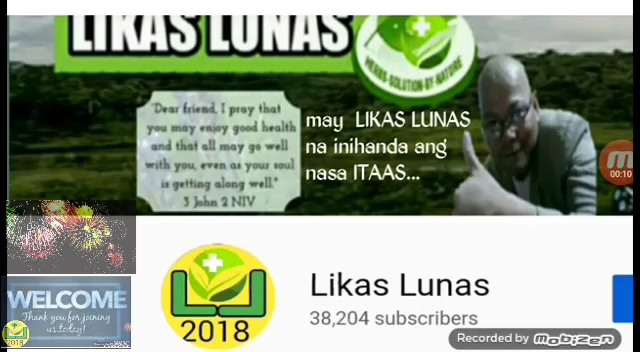 LIKAS LUNAS
HERBS-SOLUTION-BY-NATURE
"Dear friend, I pray that
you may enjoy good health
and that all may go well
with you, even as your soul
is getting along well."
3 John 2 NIV
may LIKAS LUNAS
na inihanda ang
nasa ITAAS...
00:10
WELCOME
Thank you for joining
us today!
2018
2018
Likas Lunas
38,204 subscribers
Recorded by mobizen